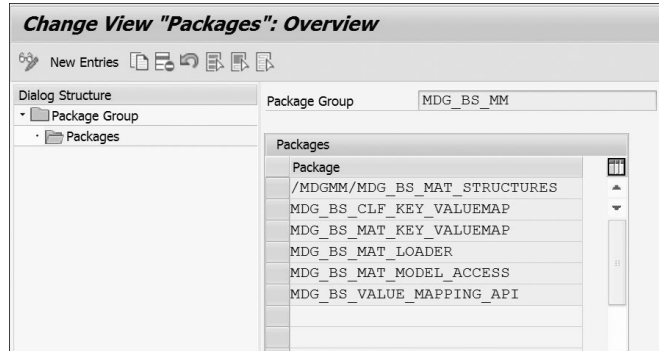 Change View "Packages": Overview
New Entries
Dialog Structure
Package Group
Packages
Package Group MDG_BS_MM
Packages
Package
/MDGMM/MDG_BS_MAT_STRUCTURES
MDG_BS_CLF_KEY_VALUEMAP
MDG_BS_MAT_KEY_VALUEMAP
MDG_BS_MAT_LOADER
MDG_BS_MAT_MODEL_ACCESS
MDG_BS_VALUE_MAPPING_API